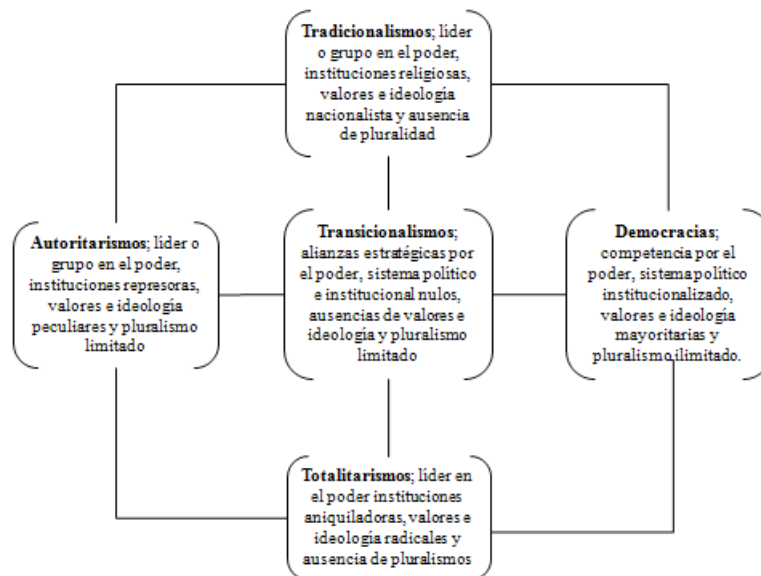 Tradicionalismos; líder
o grupo en el poder,
instituciones religiosas,
valores e ideología
nacionalista y ausencia
de pluralidad
Autoritarismos; líder o
grupo en el poder,
instituciones represoras,
valores e ideología
peculiares y pluralismo
limitado
Transicionalismos;
alianzas estratégicas por
el poder, sistema político
e institucional nulos,
ausencias de valores e
ideología y pluralismo
limitado
Democracias;
competencia por el
poder, sistema político
institucionalizado,
valores e ideología
mayoritarias y
pluralismo ilimitado.
Totalitarismos; líder en
el poder instituciones
aniquiladoras, valores e
ideología radicales y
ausencia de pluralismos